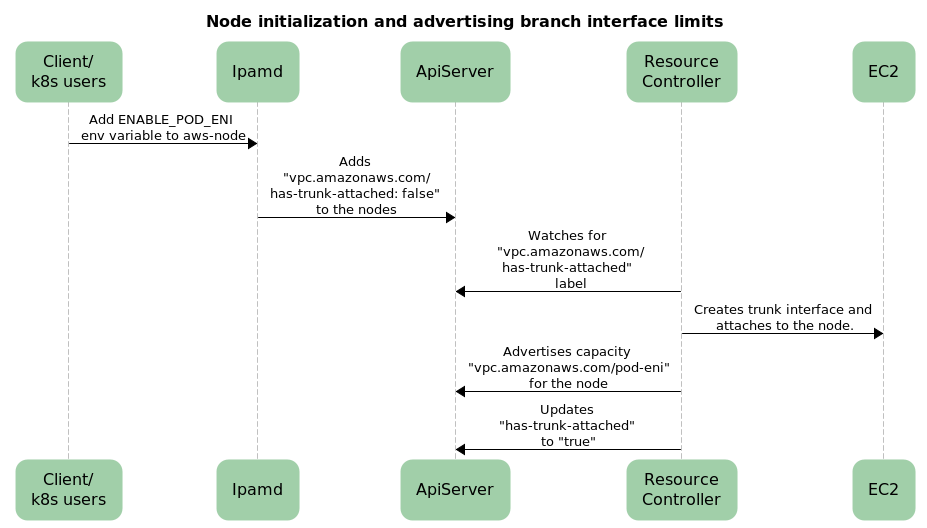 Node initialization and advertising branch interface limits
Client/
k8s users
Ipamd
ApiServer
Resource
Controller
EC2
Add ENABLE_POD_ENI
env variable to aws-node
Adds
"vpc.amazonaws.com/
has-trunk-attached: false"
to the nodes
Watches for
"vpc.amazonaws.com/
has-trunk-attached"
label
Creates trunk interface and
attaches to the node.
Advertises capacity
"vpc.amazonaws.com/pod-eni"
for the node
Updates
"has-trunk-attached"
to "true"
Client/
k8s users
Ipamd
ApiServer
Resource
Controller
EC2